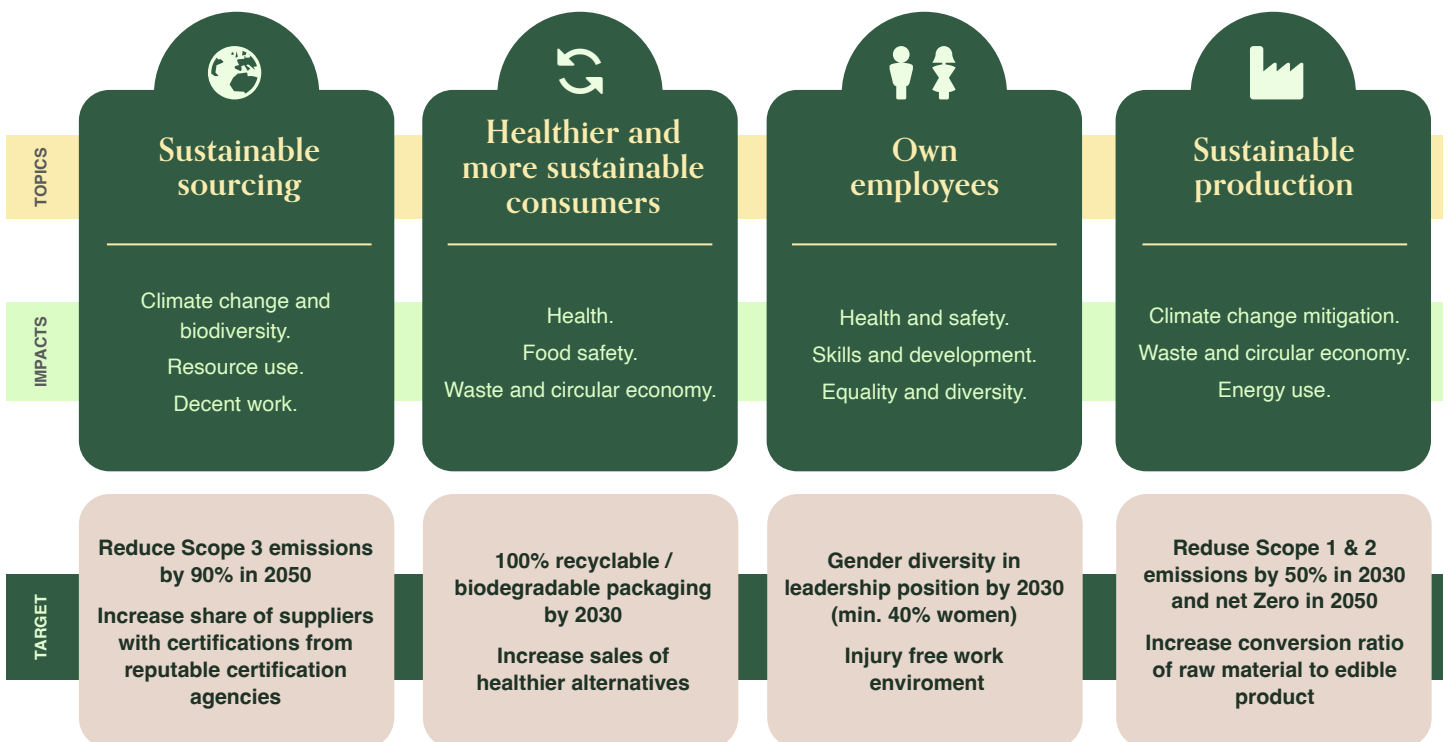 TOPICS
Sustainable
sourcing
Healthier and
more sustainable
consumers
Own
employees
Sustainable
production
IMPACTS
Climate change and
biodiversity.
Resource use.
Decent work.
Health.
Food safety.
Waste and circular economy.
Health and safety.
Skills and development.
Equality and diversity.
Climate change mitigation.
Waste and circular economy.
Energy use.
TARGET
Reduce Scope 3 emissions
by 90% in 2050
Increase share of suppliers
with certifications from
reputable certification
agencies
100% recyclable /
biodegradable packaging
by 2030
Increase sales of
healthier alternatives
Gender diversity in
leadership position by 2030
(min. 40% women)
Injury free work
enviroment
Reduse Scope 1 & 2
emissions by 50% in 2030
and net Zero in 2050
Increase conversion ratio
of raw material to edible
product